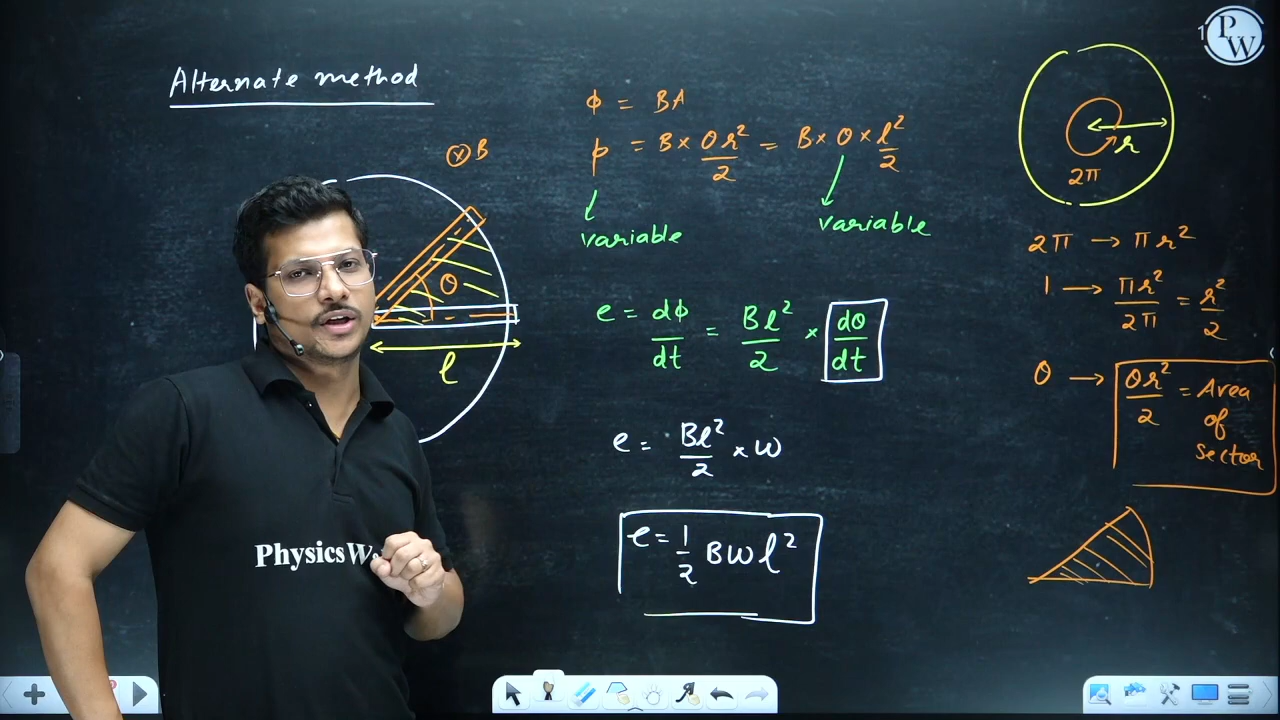 Alternate method
⊗ B
θ
l
φ = BA
φ = B × θr²/2 = B × θ × l²/2
variable
variable
e = dφ/dt = Bl²/2 × dθ/dt
e = Bl²/2 × ω
e = 1/2 Bωl²
r
2π
2π → πr²
1 → πr²/2π = r²/2
θ → θr²/2 = Area
of
sector
PW
Physics W